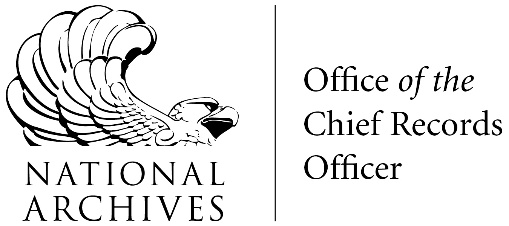 NATIONAL
ARCHIVES
Office of the
Chief Records
Officer